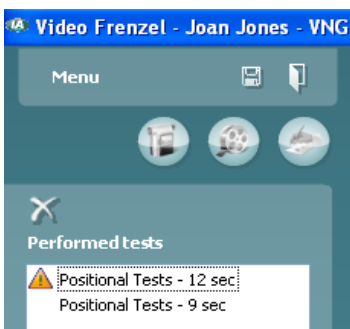 Video Frenzel - Joan Jones - VNG
Menu
Performed tests
Positional Tests - 12 sec
Positional Tests - 9 sec